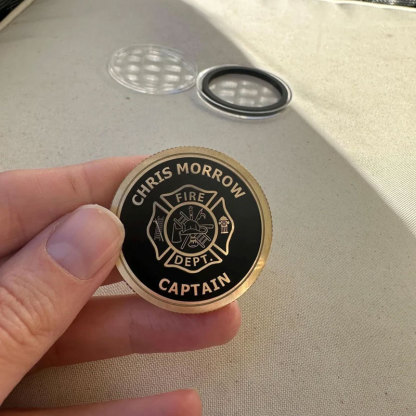 CHRIS MORROW
FIRE
DEPT.
CAPTAIN